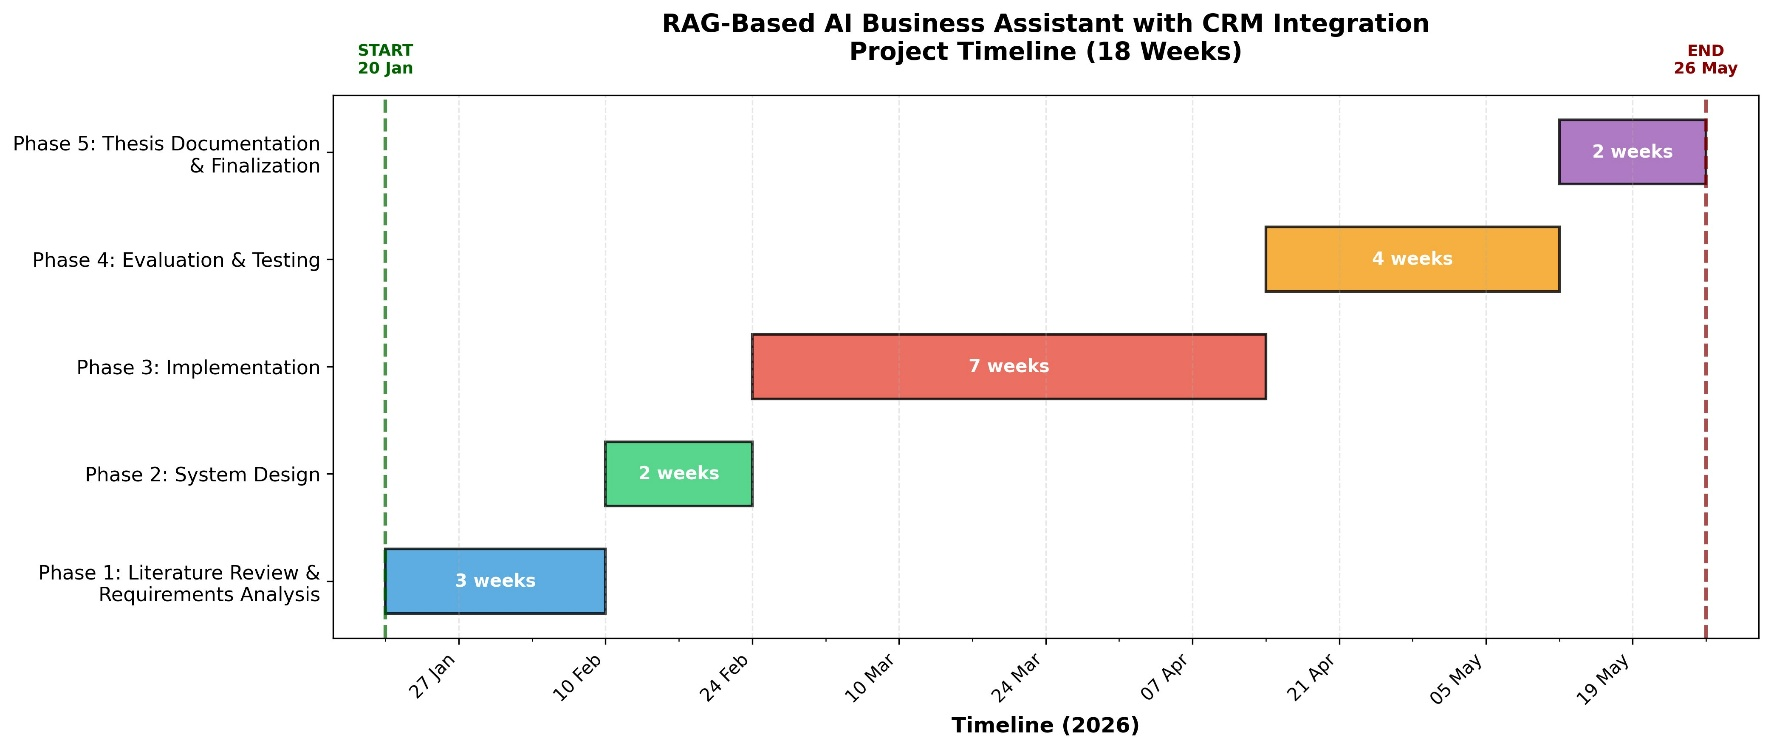 RAG-Based AI Business Assistant with CRM Integration
Project Timeline (18 Weeks)
START
20 Jan
END
26 May
Phase 5: Thesis Documentation
& Finalization
2 weeks
Phase 4: Evaluation & Testing
4 weeks
Phase 3: Implementation
7 weeks
Phase 2: System Design
2 weeks
Phase 1: Literature Review &
Requirements Analysis
3 weeks
27 Jan
10 Feb
24 Feb
10 Mar
24 Mar
07 Apr
21 Apr
05 May
19 May
Timeline (2026)